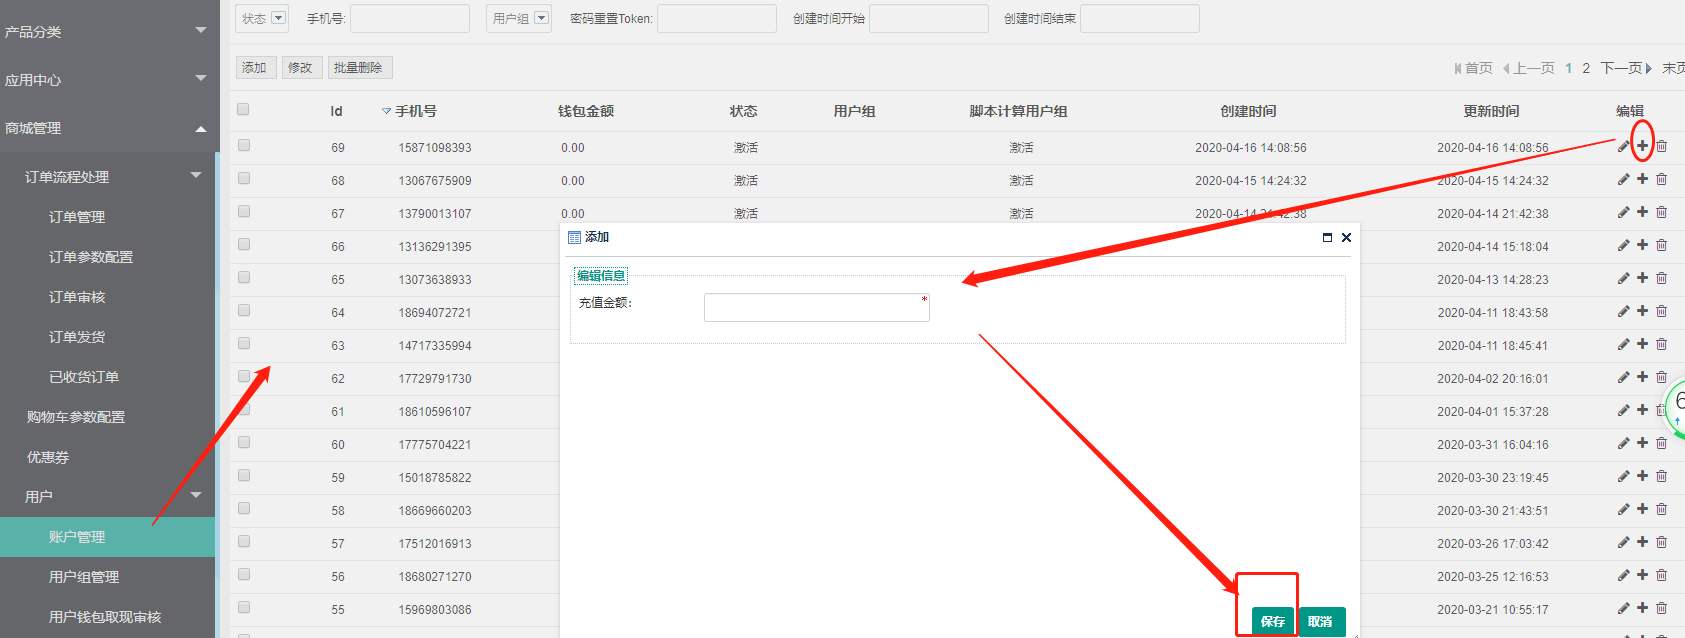 产品分类
应用中心
商城管理
订单流程处理
订单管理
订单参数配置
订单审核
订单发货
已收货订单
购物车参数配置
优惠券
用户
账户管理
用户组管理
用户钱包取现审核
状态 手机号: 用户组 密码重置Token: 创建时间开始 创建时间结束
添加 修改 批量删除 首页 上一页 1 2 下一页 末页
Id 手机号 钱包金额 状态 用户组 脚本计算用户组 创建时间 更新时间 编辑
69 15871098393 0.00 激活 激活 2020-04-16 14:08:56 2020-04-16 14:08:56
68 13067675909 0.00 激活 激活 2020-04-15 14:24:32 2020-04-15 14:24:32
67 13790013107 0.00 激活 激活 2020-04-14 21:42:38 2020-04-14 21:42:38
66 13136291395 2020-04-14 15:18:04
65 13073638933 2020-04-13 14:28:23
64 18694072721 2020-04-11 18:43:58
63 14717335994 2020-04-11 18:45:41
62 17729791730 2020-04-02 20:16:01
61 18610596107 2020-04-01 15:37:28
60 17775704221 2020-03-31 16:04:16
59 15018785822 2020-03-30 23:19:45
58 18669660203 2020-03-30 21:43:51
57 17512016913 2020-03-26 17:03:42
56 18680271270 2020-03-25 12:16:53
55 15969803086 2020-03-21 10:55:17
添加
编辑信息
充值金额: *
保存 取消
6